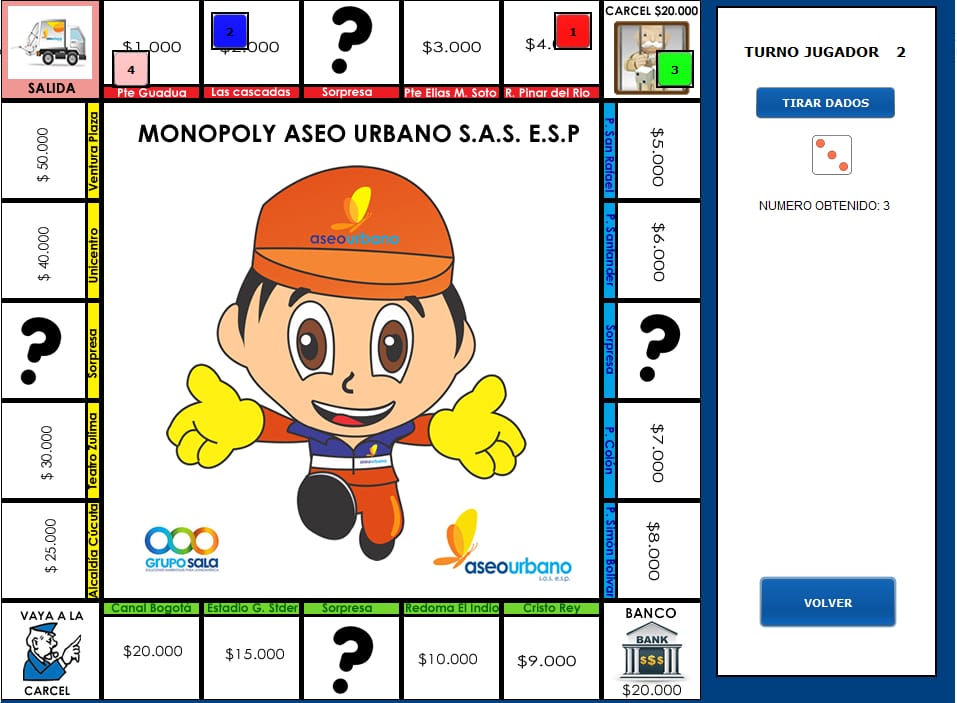 SALIDA
$1.000
4
Pte Guadua
2
$2.000
Las cascadas
Sorpresa
$3.000
Pte Elias M. Soto
1
$4.
R. Pinar del Rio
CARCEL $20.000
3
TURNO JUGADOR 2
TIRAR DADOS
NUMERO OBTENIDO: 3
VOLVER
MONOPOLY ASEO URBANO S.A.S. E.S.P
aseourbano
aseourbano
GRUPO SALA
aseourbano
s.a.s. e.s.p.
$ 50.000
Ventura Plaza
$ 40.000
Unicentro
Sorpresa
$ 30.000
Teatro Zulima
$ 25.000
Alcaldia Cúcuta
P. San Rafael
$5.000
P. Santander
$6.000
Sorpresa
P. Colón
$7.000
P. Simón Bolivar
$8.000
VAYA A LA
CARCEL
Canal Bogotá
$20.000
Estadio G. Stder
$15.000
Sorpresa
Redoma El Indio
$10.000
Cristo Rey
$9.000
BANCO
BANK
$$$
$20.000